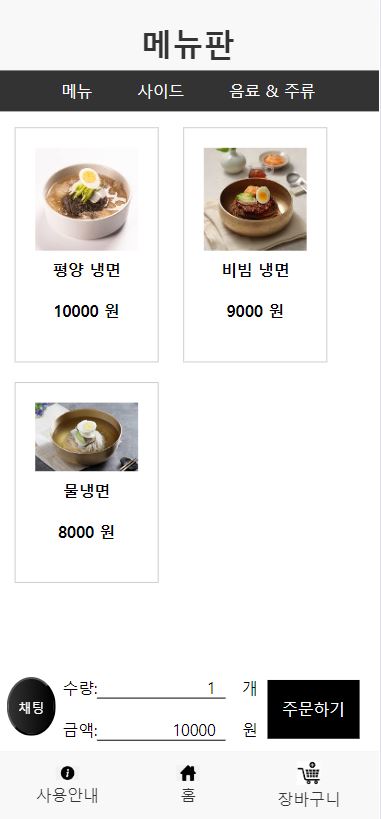 메뉴판
메뉴 사이드 음료 & 주류
평양 냉면 비빔 냉면
10000 원 9000 원
물냉면
8000 원
채팅
수량: 1 개
금액: 10000 원
주문하기
사용안내 홈 장바구니